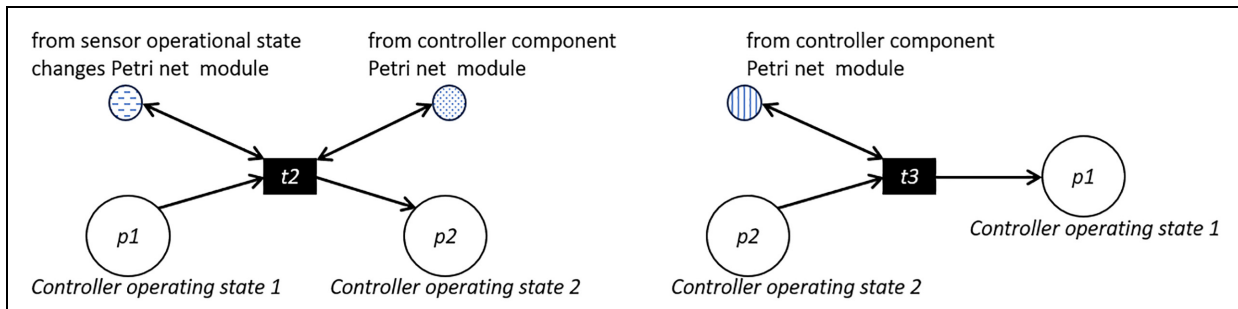 from sensor operational state
changes Petri net  module
from controller component
Petri net  module
t2
p1
p2
Controller operating state 1
Controller operating state 2
from controller component
Petri net  module
t3
p1
Controller operating state 1
p2
Controller operating state 2